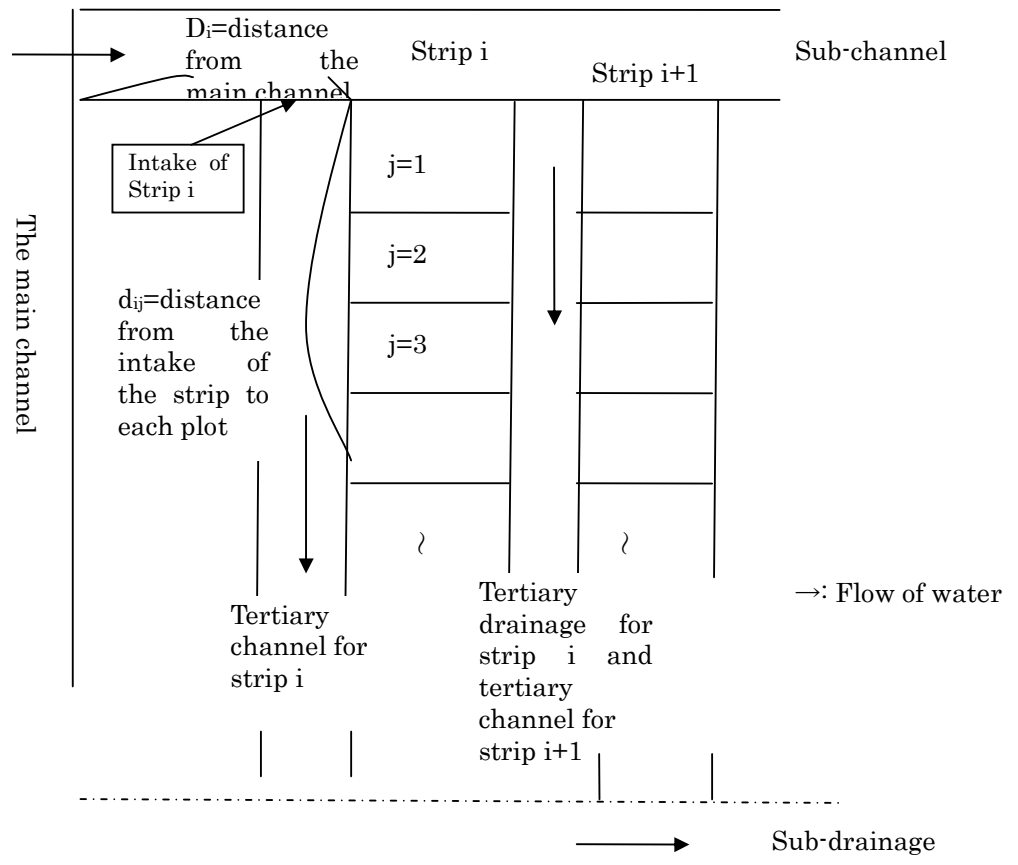 Dᵢ=distance
from the
main channel
Strip i
Strip i+1
Sub-channel
Intake of
Strip i
j=1
j=2
j=3
The main channel
dᵢⱼ=distance
from the
intake of
the strip to
each plot
~
~
Tertiary
channel for
strip i
Tertiary
drainage for
strip i and
tertiary
channel for
strip i+1
→: Flow of water
Sub-drainage